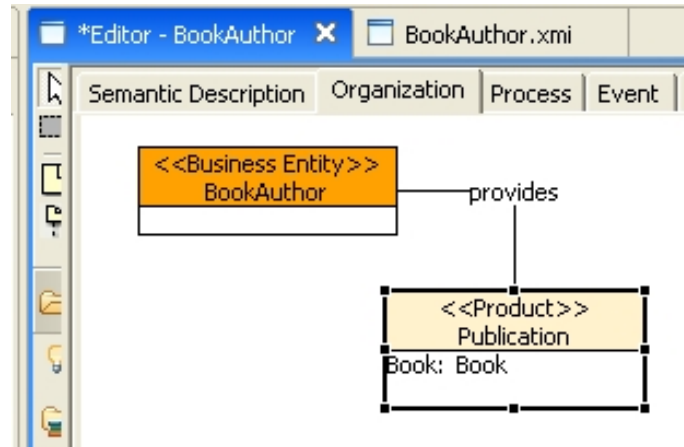 *Editor - BookAuthor BookAuthor.xmi
Semantic Description Organization Process Event
<<Business Entity>>
BookAuthor
provides
<<Product>>
Publication
Book: Book